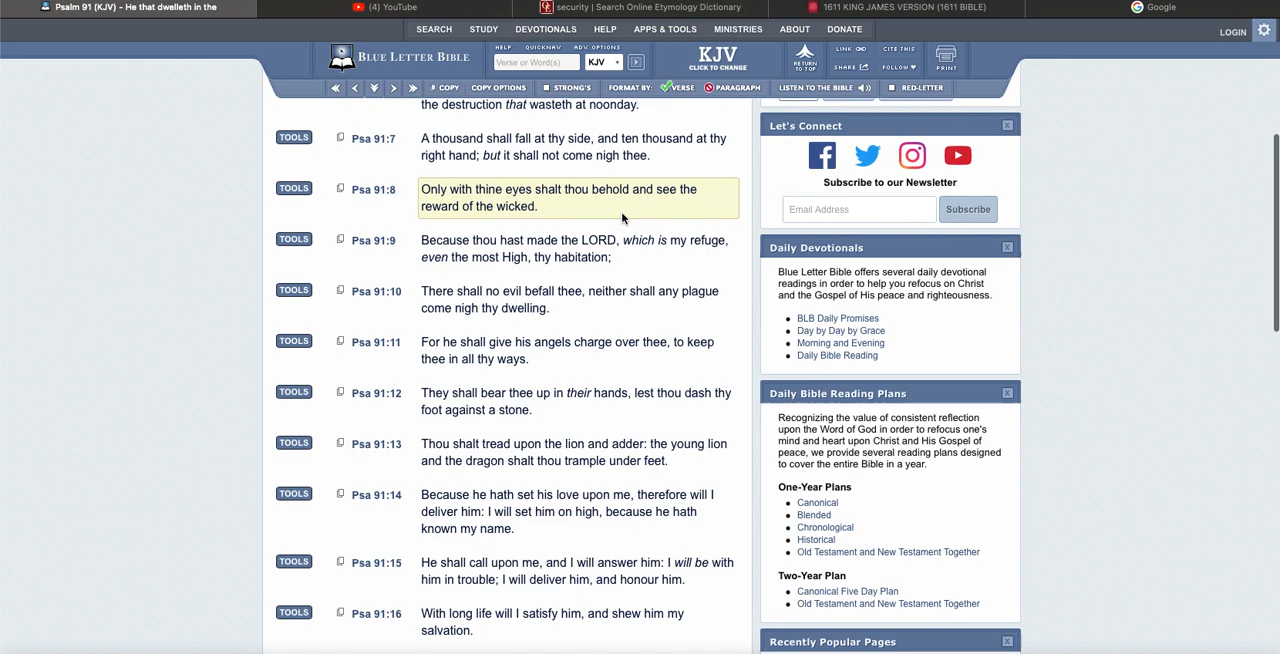 Psalm 91 (KJV) - He that dwelleth in the
(4) YouTube
security | Search Online Etymology Dictionary
1611 KING JAMES VERSION (1611 BIBLE)
Google
SEARCH STUDY DEVOTIONALS HELP APPS & TOOLS MINISTRIES ABOUT DONATE
LOGIN
BLUE LETTER BIBLE
HELP QUICKNAV ADV. OPTIONS
Verse or Word(s)
KJV
KJV
CLICK TO CHANGE
RETURN
TO TOP
LINK
CITE THIS
SHARE
FOLLOW
PRINT
COPY COPY OPTIONS STRONG'S FORMAT BY: VERSE PARAGRAPH LISTEN TO THE BIBLE RED-LETTER
the destruction that wasteth at noonday.
TOOLS Psa 91:7 A thousand shall fall at thy side, and ten thousand at thy
right hand; but it shall not come nigh thee.
TOOLS Psa 91:8 Only with thine eyes shalt thou behold and see the
reward of the wicked.
TOOLS Psa 91:9 Because thou hast made the LORD, which is my refuge,
even the most High, thy habitation;
TOOLS Psa 91:10 There shall no evil befall thee, neither shall any plague
come nigh thy dwelling.
TOOLS Psa 91:11 For he shall give his angels charge over thee, to keep
thee in all thy ways.
TOOLS Psa 91:12 They shall bear thee up in their hands, lest thou dash thy
foot against a stone.
TOOLS Psa 91:13 Thou shalt tread upon the lion and adder: the young lion
and the dragon shalt thou trample under feet.
TOOLS Psa 91:14 Because he hath set his love upon me, therefore will I
deliver him: I will set him on high, because he hath
known my name.
TOOLS Psa 91:15 He shall call upon me, and I will answer him: I will be with
him in trouble; I will deliver him, and honour him.
TOOLS Psa 91:16 With long life will I satisfy him, and shew him my
salvation.
Let's Connect
Subscribe to our Newsletter
Email Address
Subscribe
Daily Devotionals
Blue Letter Bible offers several daily devotional
readings in order to help you refocus on Christ
and the Gospel of His peace and righteousness.
BLB Daily Promises
Day by Day by Grace
Morning and Evening
Daily Bible Reading
Daily Bible Reading Plans
Recognizing the value of consistent reflection
upon the Word of God in order to refocus one's
mind and heart upon Christ and His Gospel of
peace, we provide several reading plans designed
to cover the entire Bible in a year.
One-Year Plans
Canonical
Blended
Chronological
Historical
Old Testament and New Testament Together
Two-Year Plan
Canonical Five Day Plan
Old Testament and New Testament Together
Recently Popular Pages